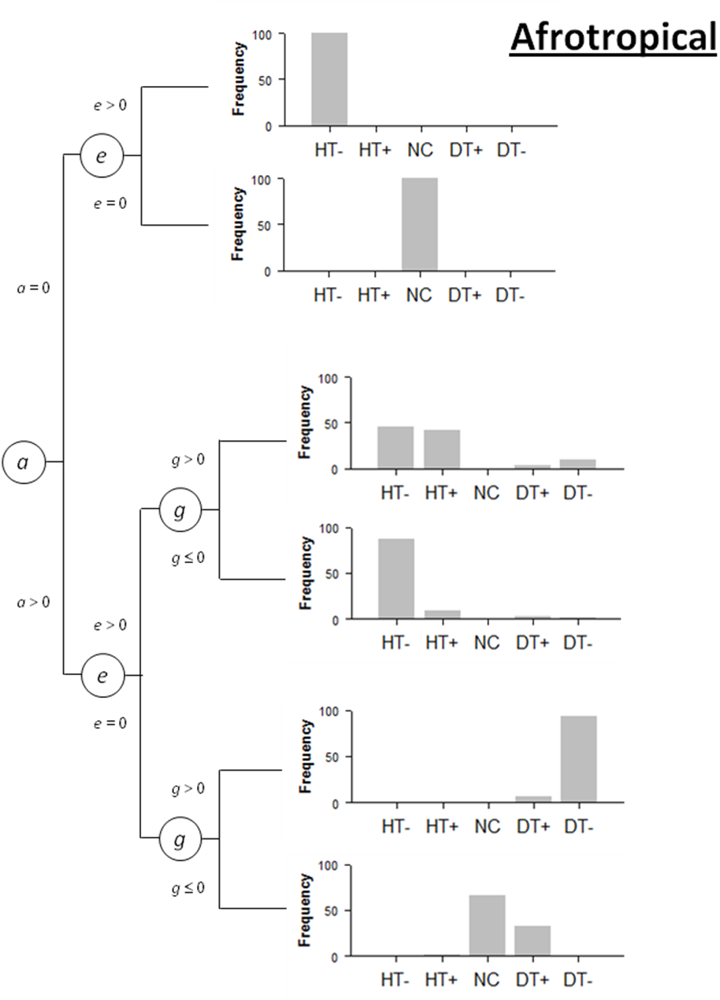 Afrotropical
Frequency
100
50
0
HT- HT+ NC DT+ DT-
e > 0
e
e = 0
Frequency
100
50
0
HT- HT+ NC DT+ DT-
a = 0
a
a > 0
Frequency
100
50
0
HT- HT+ NC DT+ DT-
g > 0
g
g ≤ 0
Frequency
100
50
0
HT- HT+ NC DT+ DT-
e > 0
e
e = 0
Frequency
100
50
0
HT- HT+ NC DT+ DT-
g > 0
g
g ≤ 0
Frequency
100
50
0
HT- HT+ NC DT+ DT-